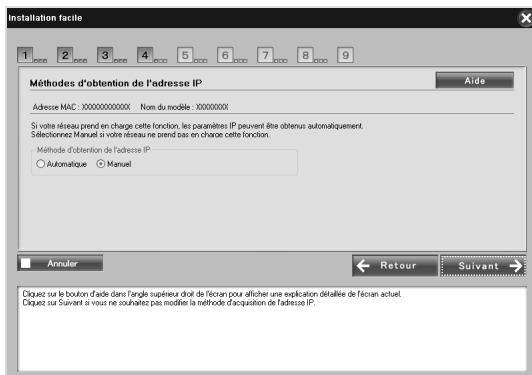 Installation facile
1 2 3 4 5 6 7 8 9
Méthodes d'obtention de l'adresse IP
Aide
Adresse MAC : XXXXXXXXXXXX Nom du modèle : XXXXXXXX
Si votre réseau prend en charge cette fonction, les paramètres IP peuvent être obtenus automatiquement.
Sélectionnez Manuel si votre réseau ne prend pas en charge cette fonction.
Méthode d'obtention de l'adresse IP
Automatique Manuel
Annuler
Retour
Suivant
Cliquez sur le bouton d'aide dans l'angle supérieur droit de l'écran pour afficher une explication détaillée de l'écran actuel.
Cliquez sur Suivant si vous ne souhaitez pas modifier la méthode d'acquisition de l'adresse IP.